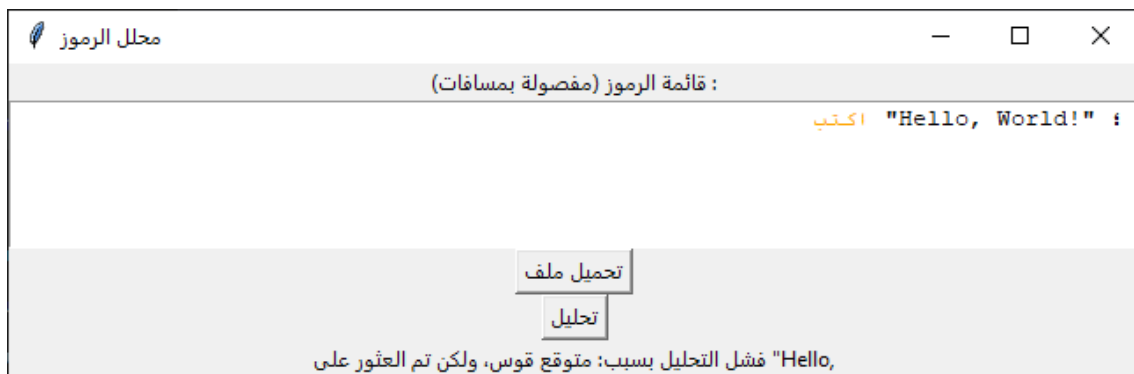 محلل الرموز
قائمة الرموز (مفصولة بمسافات) :
اكتب "Hello, World!" ؛
تحميل ملف
تحليل
فشل التحليل بسبب: متوقع قوس، ولكن تم العثور على "Hello,